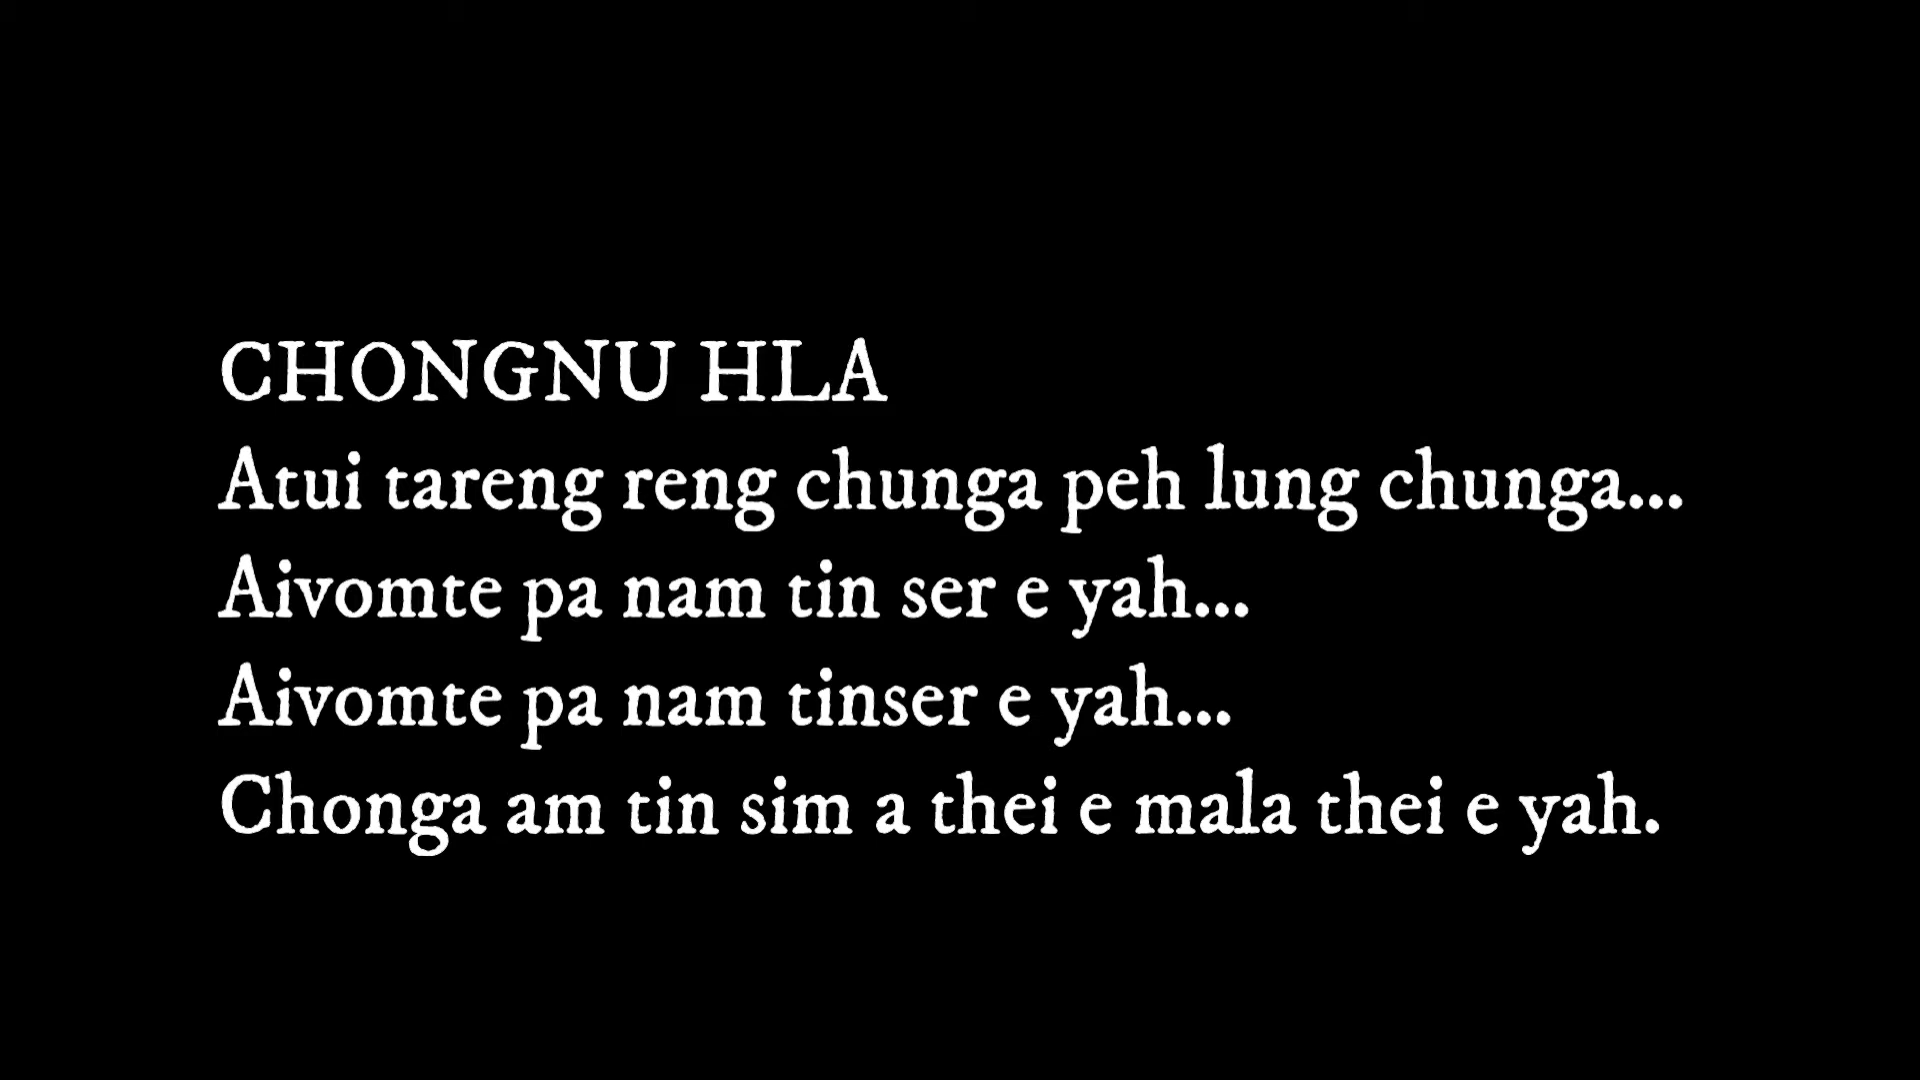 CHONGNU HLA
Atui tareng reng chunga peh lung chunga...
Aivomte pa nam tin ser e yah...
Aivomte pa nam tinser e yah...
Chonga am tin sim a thei e mala thei e yah.